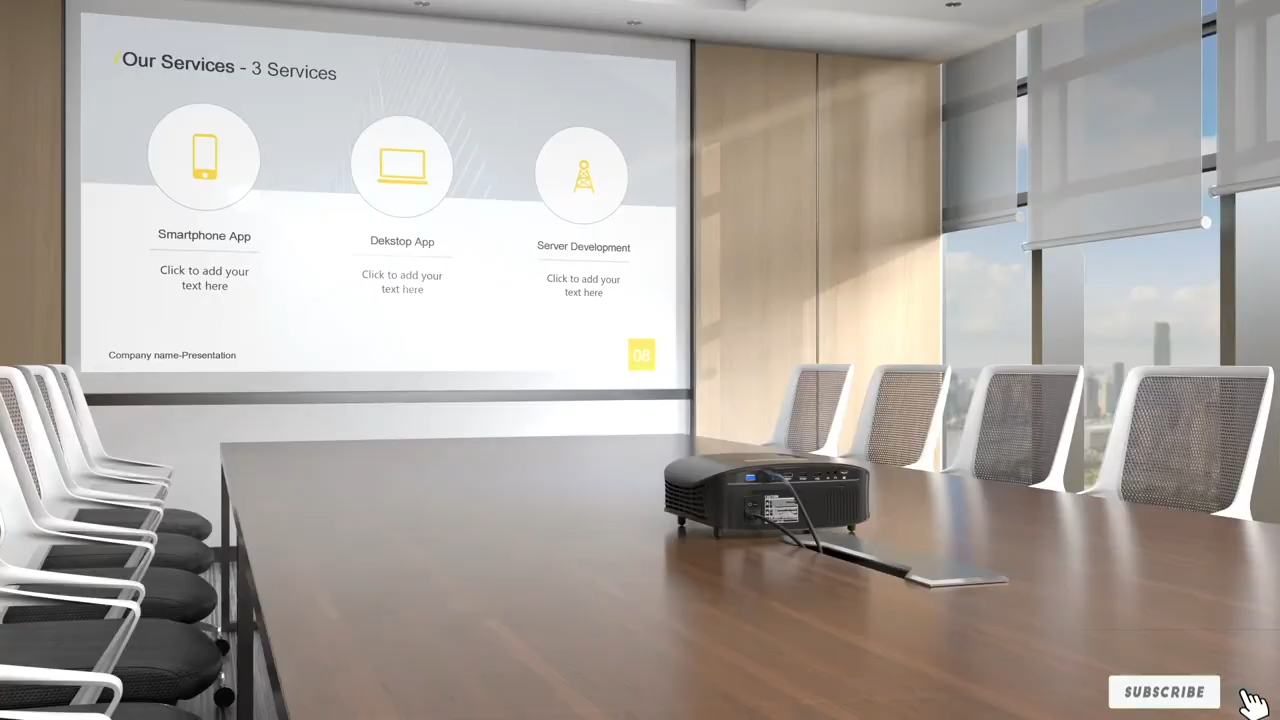 /Our Services - 3 Services
Smartphone App
Dekstop App
Server Development
Click to add your
text here
Click to add your
text here
Click to add your
text here
Company name-Presentation
08
SUBSCRIBE